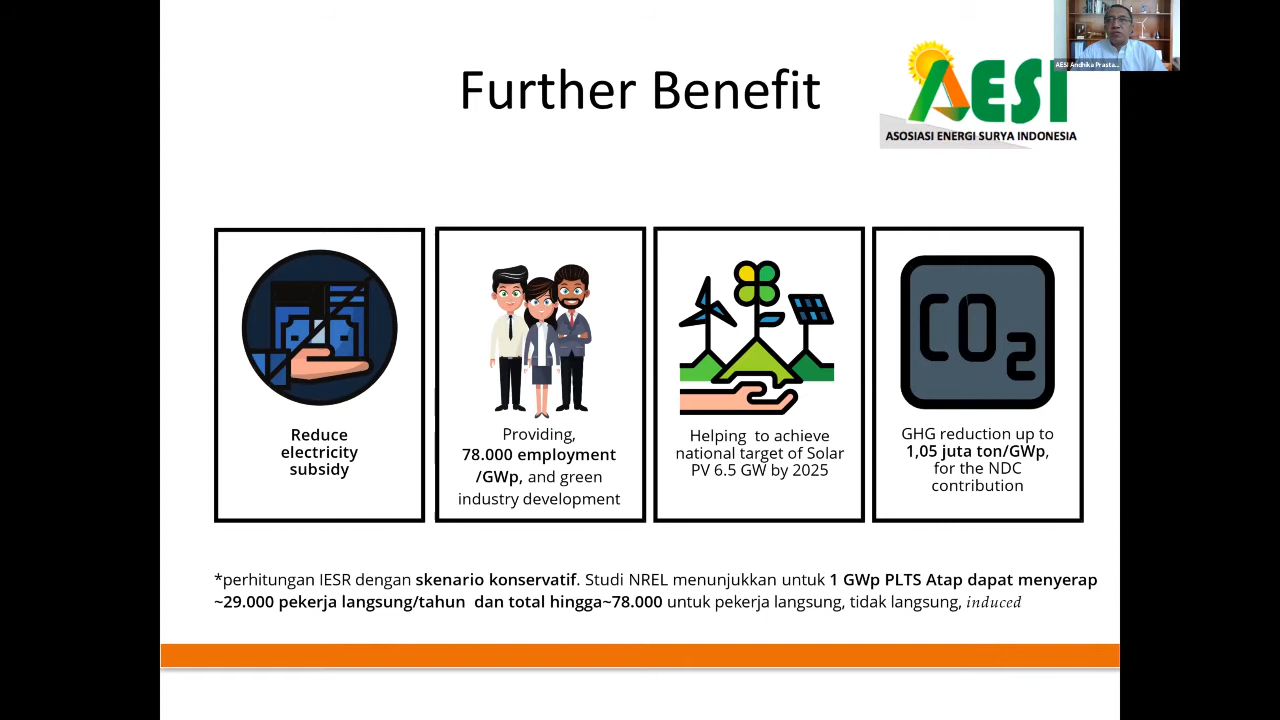 AESI Andhika Prasta...
Further Benefit
AESI
ASOSIASI ENERGI SURYA INDONESIA
CO2
Reduce
electricity
subsidy
Providing,
78.000 employment
/GWp, and green
industry development
Helping to achieve
national target of Solar
PV 6.5 GW by 2025
GHG reduction up to
1,05 juta ton/GWp,
for the NDC
contribution
*perhitungan IESR dengan skenario konservatif. Studi NREL menunjukkan untuk 1 GWp PLTS Atap dapat menyerap
~29.000 pekerja langsung/tahun dan total hingga~78.000 untuk pekerja langsung, tidak langsung, induced